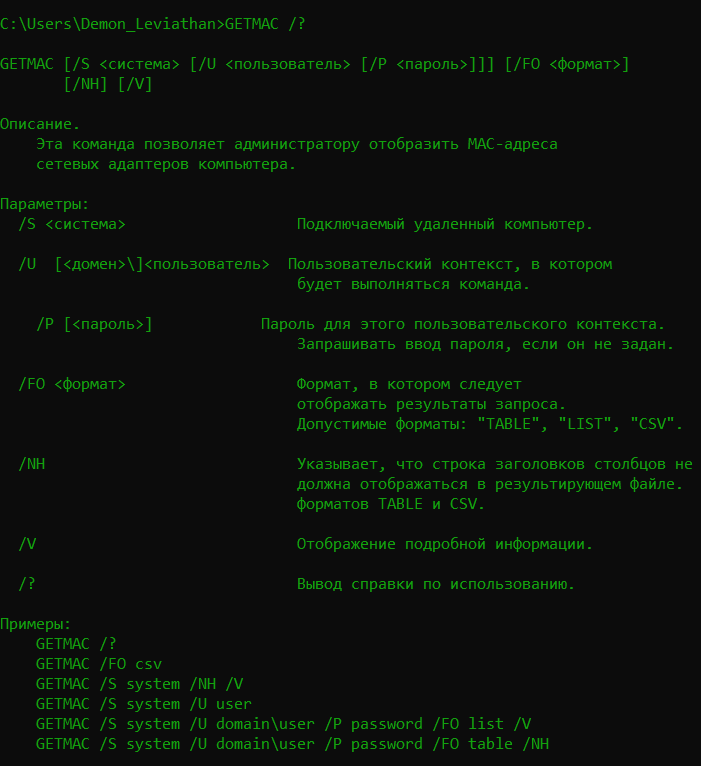 C:\Users\Demon_Leviathan>GETMAC /?
GETMAC [/S <система> [/U <пользователь> [/P <пароль>]]] [/FO <формат>]
[/NH] [/V]
Описание.
Эта команда позволяет администратору отобразить MAC-адреса
сетевых адаптеров компьютера.
Параметры:
/S <система> Подключаемый удаленный компьютер.
/U [<домен>\]<пользователь> Пользовательский контекст, в котором
будет выполняться команда.
/P [<пароль>] Пароль для этого пользовательского контекста.
Запрашивать ввод пароля, если он не задан.
/FO <формат> Формат, в котором следует
отображать результаты запроса.
Допустимые форматы: "TABLE", "LIST", "CSV".
/NH Указывает, что строка заголовков столбцов не
должна отображаться в результирующем файле.
форматов TABLE и CSV.
/V Отображение подробной информации.
/? Вывод справки по использованию.
Примеры:
GETMAC /?
GETMAC /FO csv
GETMAC /S system /NH /V
GETMAC /S system /U user
GETMAC /S system /U domain\user /P password /FO list /V
GETMAC /S system /U domain\user /P password /FO table /NH